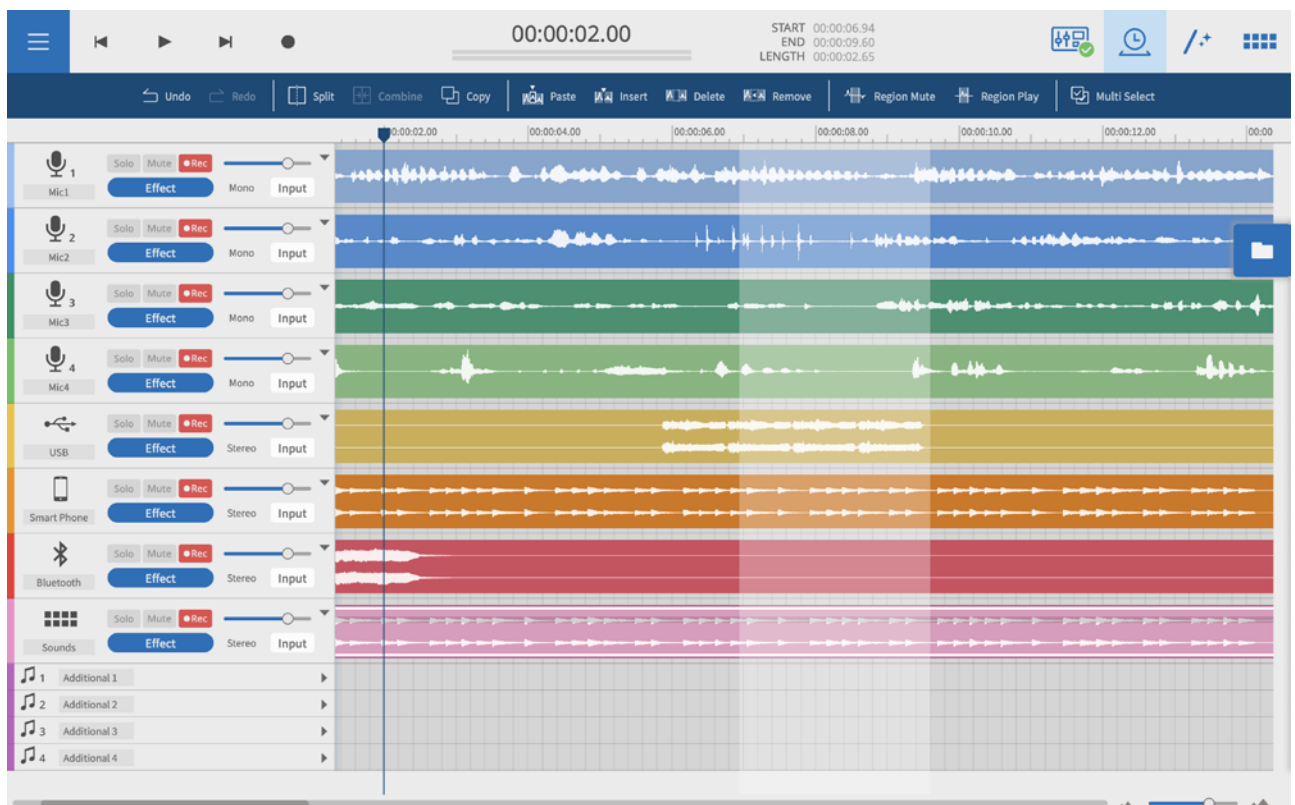 00:00:02.00
START 00:00:06.94
END 00:00:09.60
LENGTH 00:00:02.65
Undo Redo Split Combine Copy Paste Insert Delete Remove Region Mute Region Play Multi Select
00:00:02.00 00:00:04.00 00:00:06.00 00:00:08.00 00:00:10.00 00:00:12.00 00:00
1 Solo Mute Rec
Mic1 Effect Mono Input
2 Solo Mute Rec
Mic2 Effect Mono Input
3 Solo Mute Rec
Mic3 Effect Mono Input
4 Solo Mute Rec
Mic4 Effect Mono Input
Solo Mute Rec
USB Effect Stereo Input
Solo Mute Rec
Smart Phone Effect Stereo Input
Solo Mute Rec
Bluetooth Effect Stereo Input
Solo Mute Rec
Sounds Effect Stereo Input
1 Additional 1
2 Additional 2
3 Additional 3
4 Additional 4